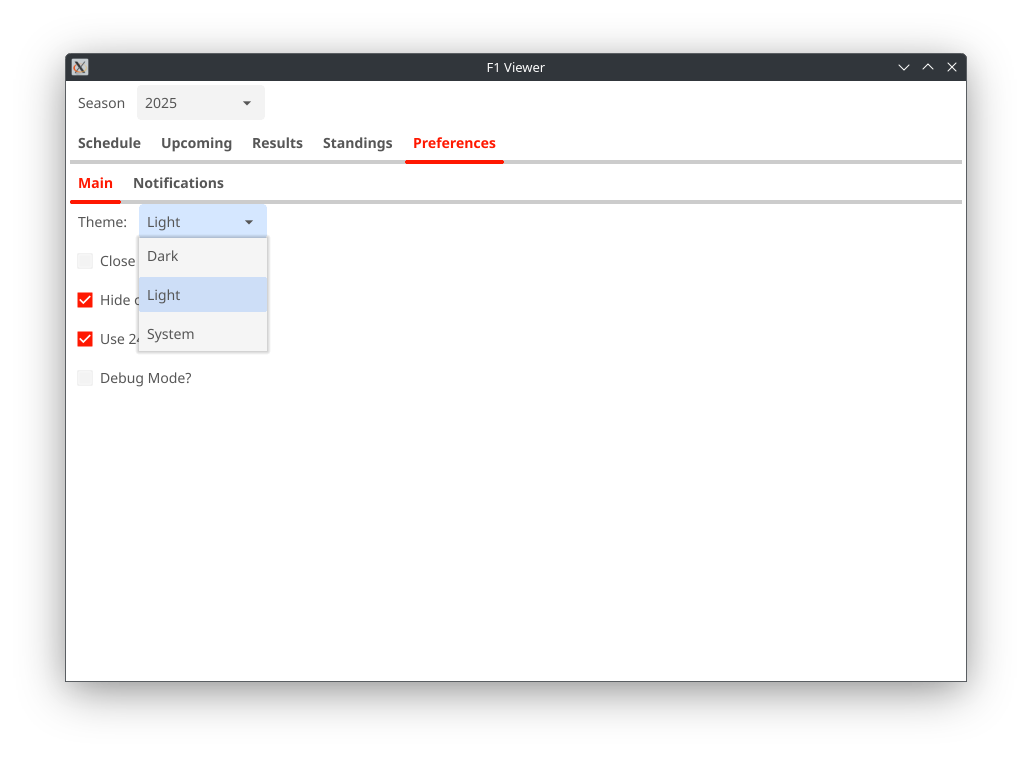 F1 Viewer
Season 2025
Schedule Upcoming Results Standings Preferences
Main Notifications
Theme: Light
Dark
Close
Light
Hide
System
Use
Debug Mode?